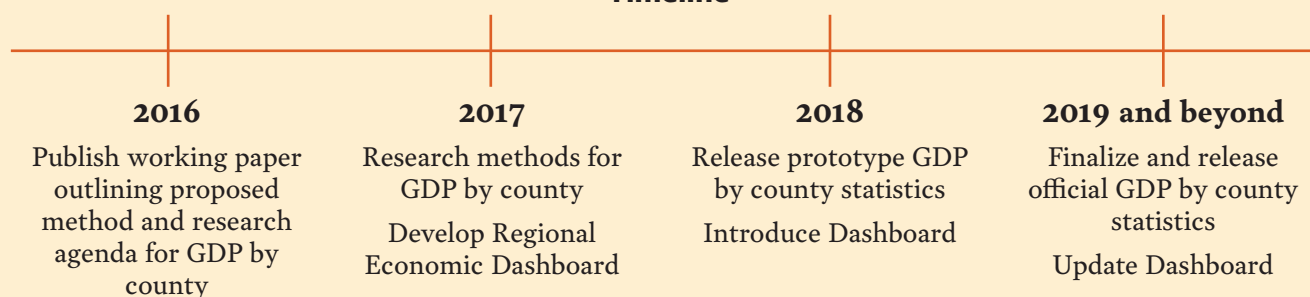 Timeline
2016
Publish working paper
outlining proposed
method and research
agenda for GDP by
county
2017
Research methods for
GDP by county
Develop Regional
Economic Dashboard
2018
Release prototype GDP
by county statistics
Introduce Dashboard
2019 and beyond
Finalize and release
official GDP by county
statistics
Update Dashboard